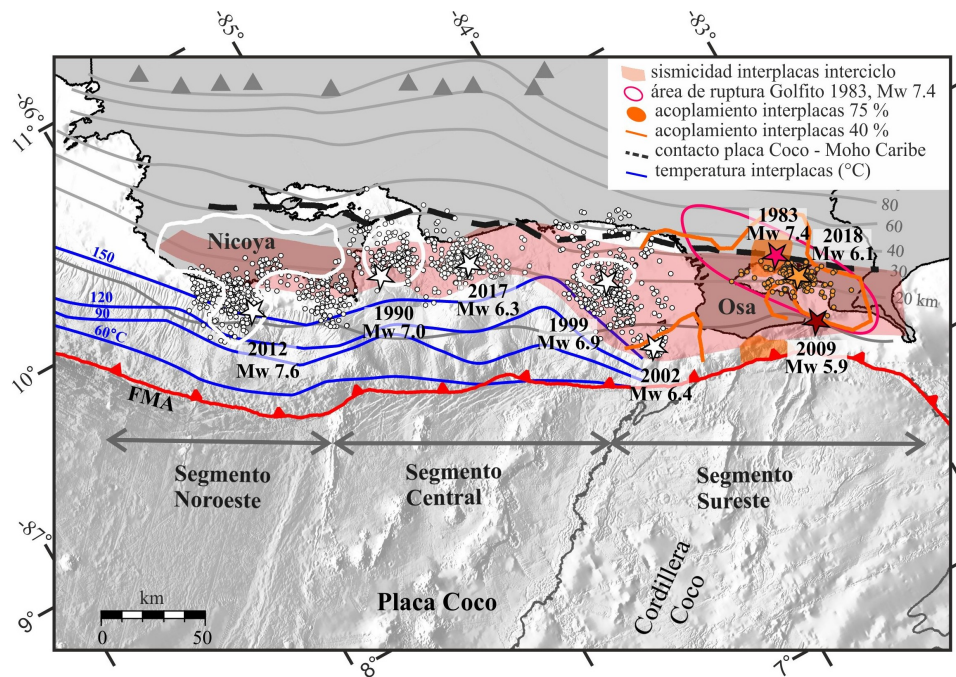 -85°
-84°
-83°
-86°
11°
10°
-87°
9°
8°
7°
sismicidad interplacas interciclo
área de ruptura Golfito 1983, Mw 7.4
acoplamiento interplacas 75 %
acoplamiento interplacas 40 %
contacto placa Coco - Moho Caribe
temperatura interplacas (°C)
80
60
40
30
20 km
1983
Mw 7.4
2018
Mw 6.1
Nicoya
Osa
150
120
90
60°C
2012
Mw 7.6
1990
Mw 7.0
2017
Mw 6.3
1999
Mw 6.9
2002
Mw 6.4
2009
Mw 5.9
FMA
Segmento
Noroeste
Segmento
Central
Segmento
Sureste
Placa Coco
Cordillera
Coco
km
0
50